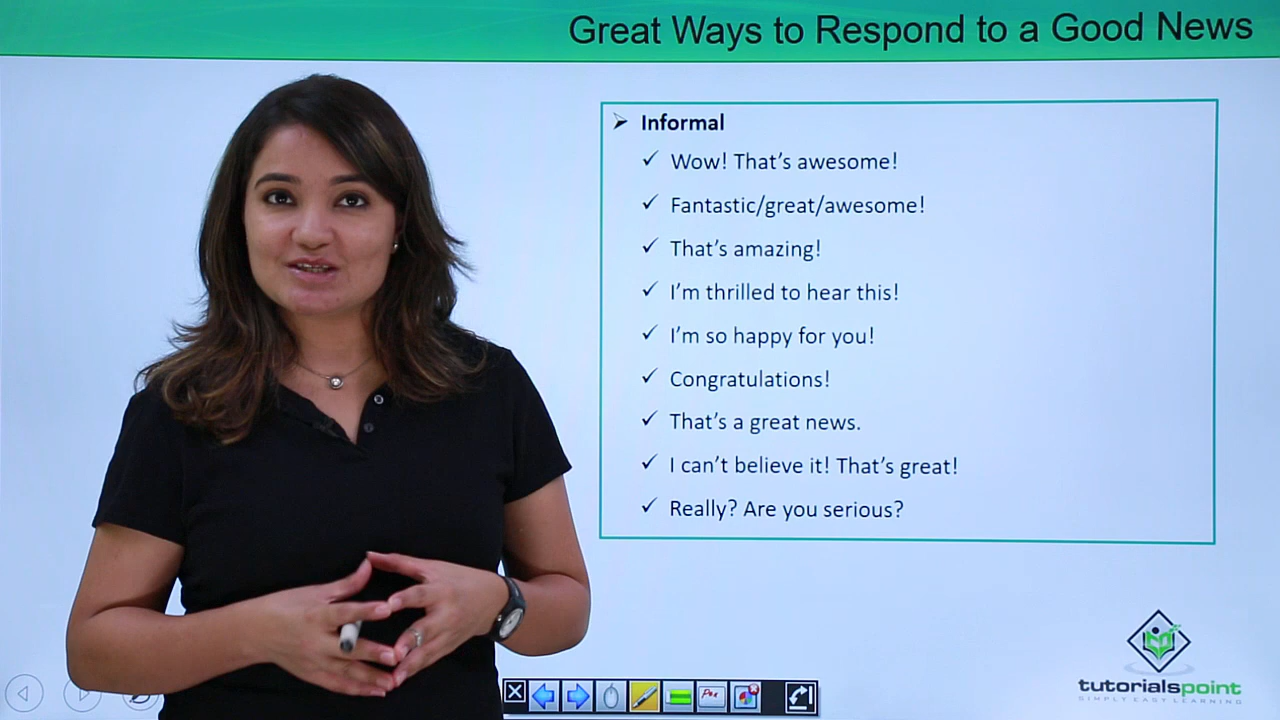 Great Ways to Respond to a Good News
Informal
Wow! That's awesome!
Fantastic/great/awesome!
That's amazing!
I'm thrilled to hear this!
I'm so happy for you!
Congratulations!
That's a great news.
I can't believe it! That's great!
Really? Are you serious?
Pen
tutorialspoint
SIMPLY EASY LEARNING